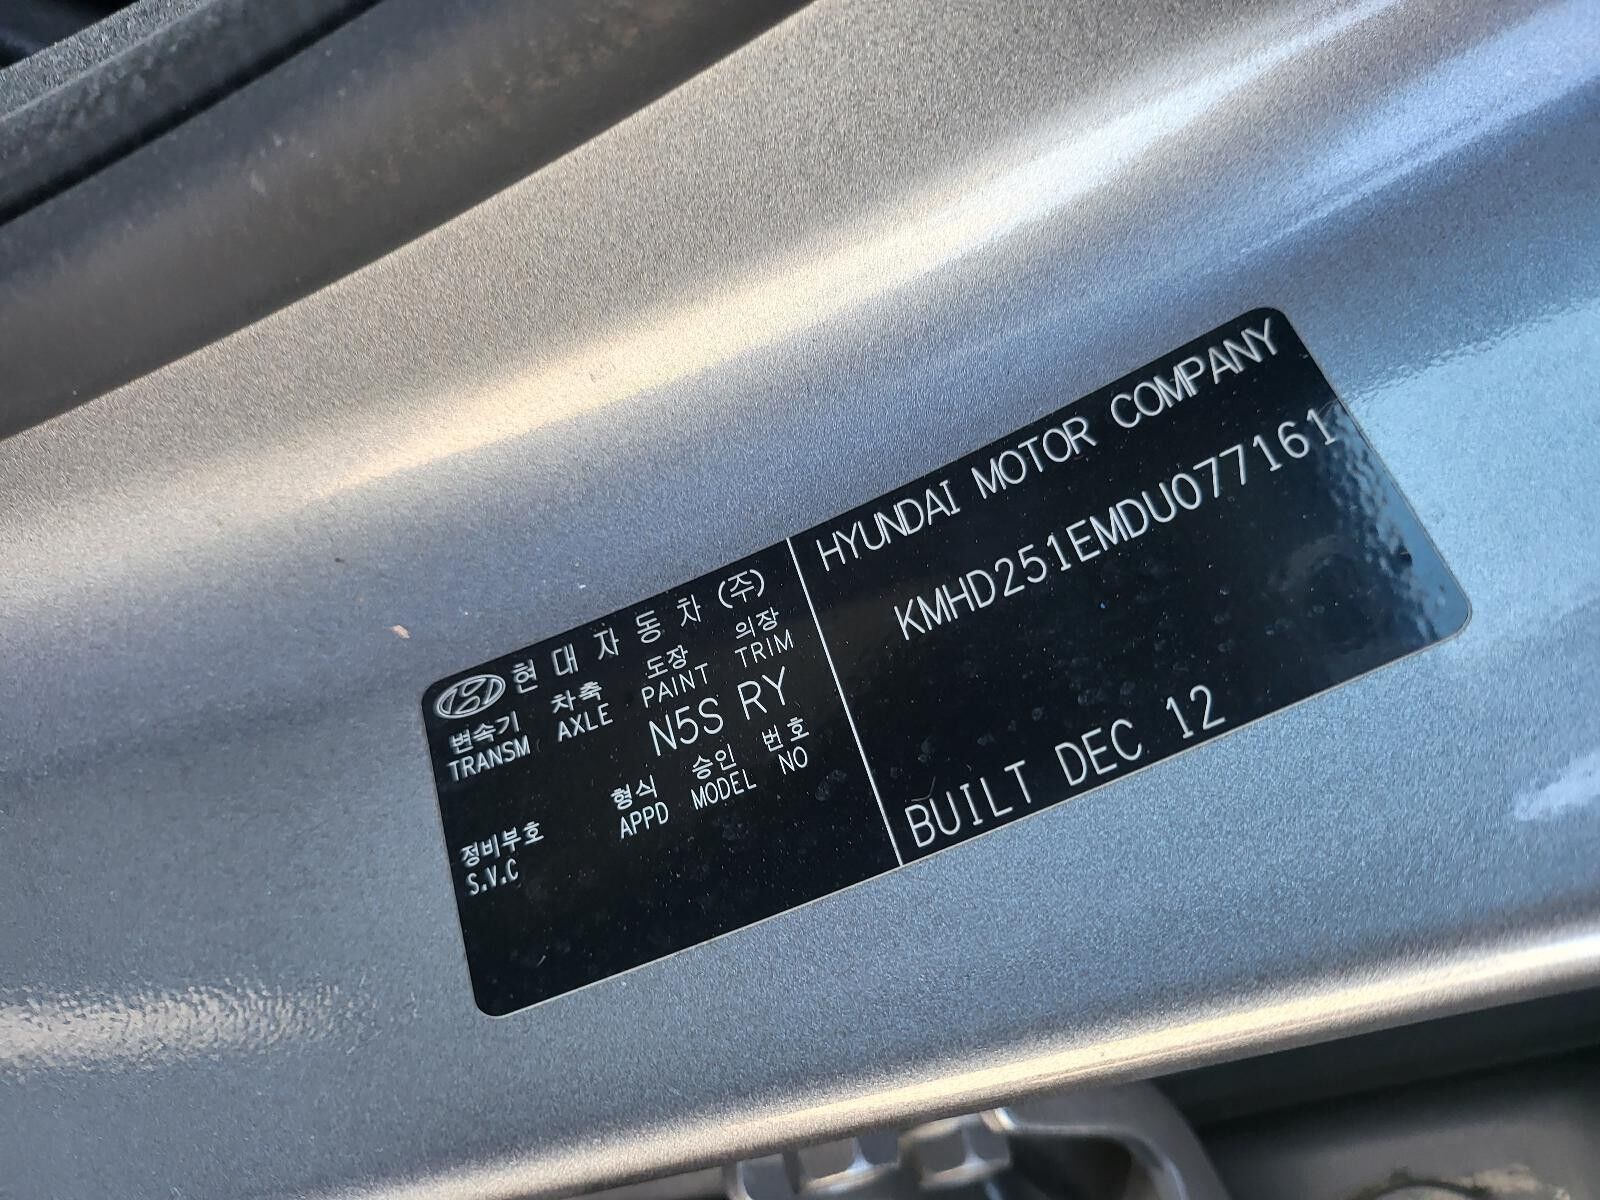 현대자동차(주)
변속기 차축 도장 의장
TRANSM AXLE PAINT TRIM
N5S RY
형식 승인 번호
정비부호 APPD MODEL NO
S.V.C
HYUNDAI MOTOR COMPANY
KMHD251EMDU077161
BUILT DEC 12